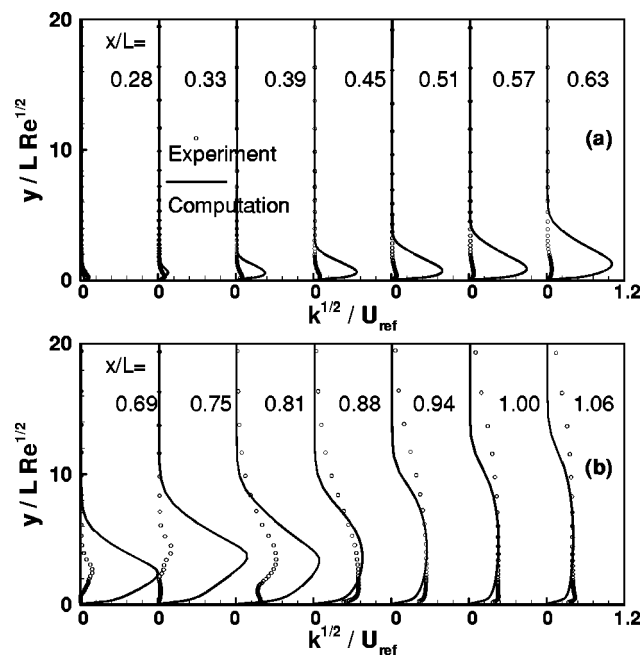 20
x/L=
0.28 0.33 0.39 0.45 0.51 0.57 0.63
y / L Re^1/2
(a)
Experiment
10
Computation
0
0 0 0 0 0 0 0 1.2
k^1/2 / U_ref
20
x/L=
0.69 0.75 0.81 0.88 0.94 1.00 1.06
y / L Re^1/2
(b)
10
0
0 0 0 0 0 0 0 1.2
k^1/2 / U_ref